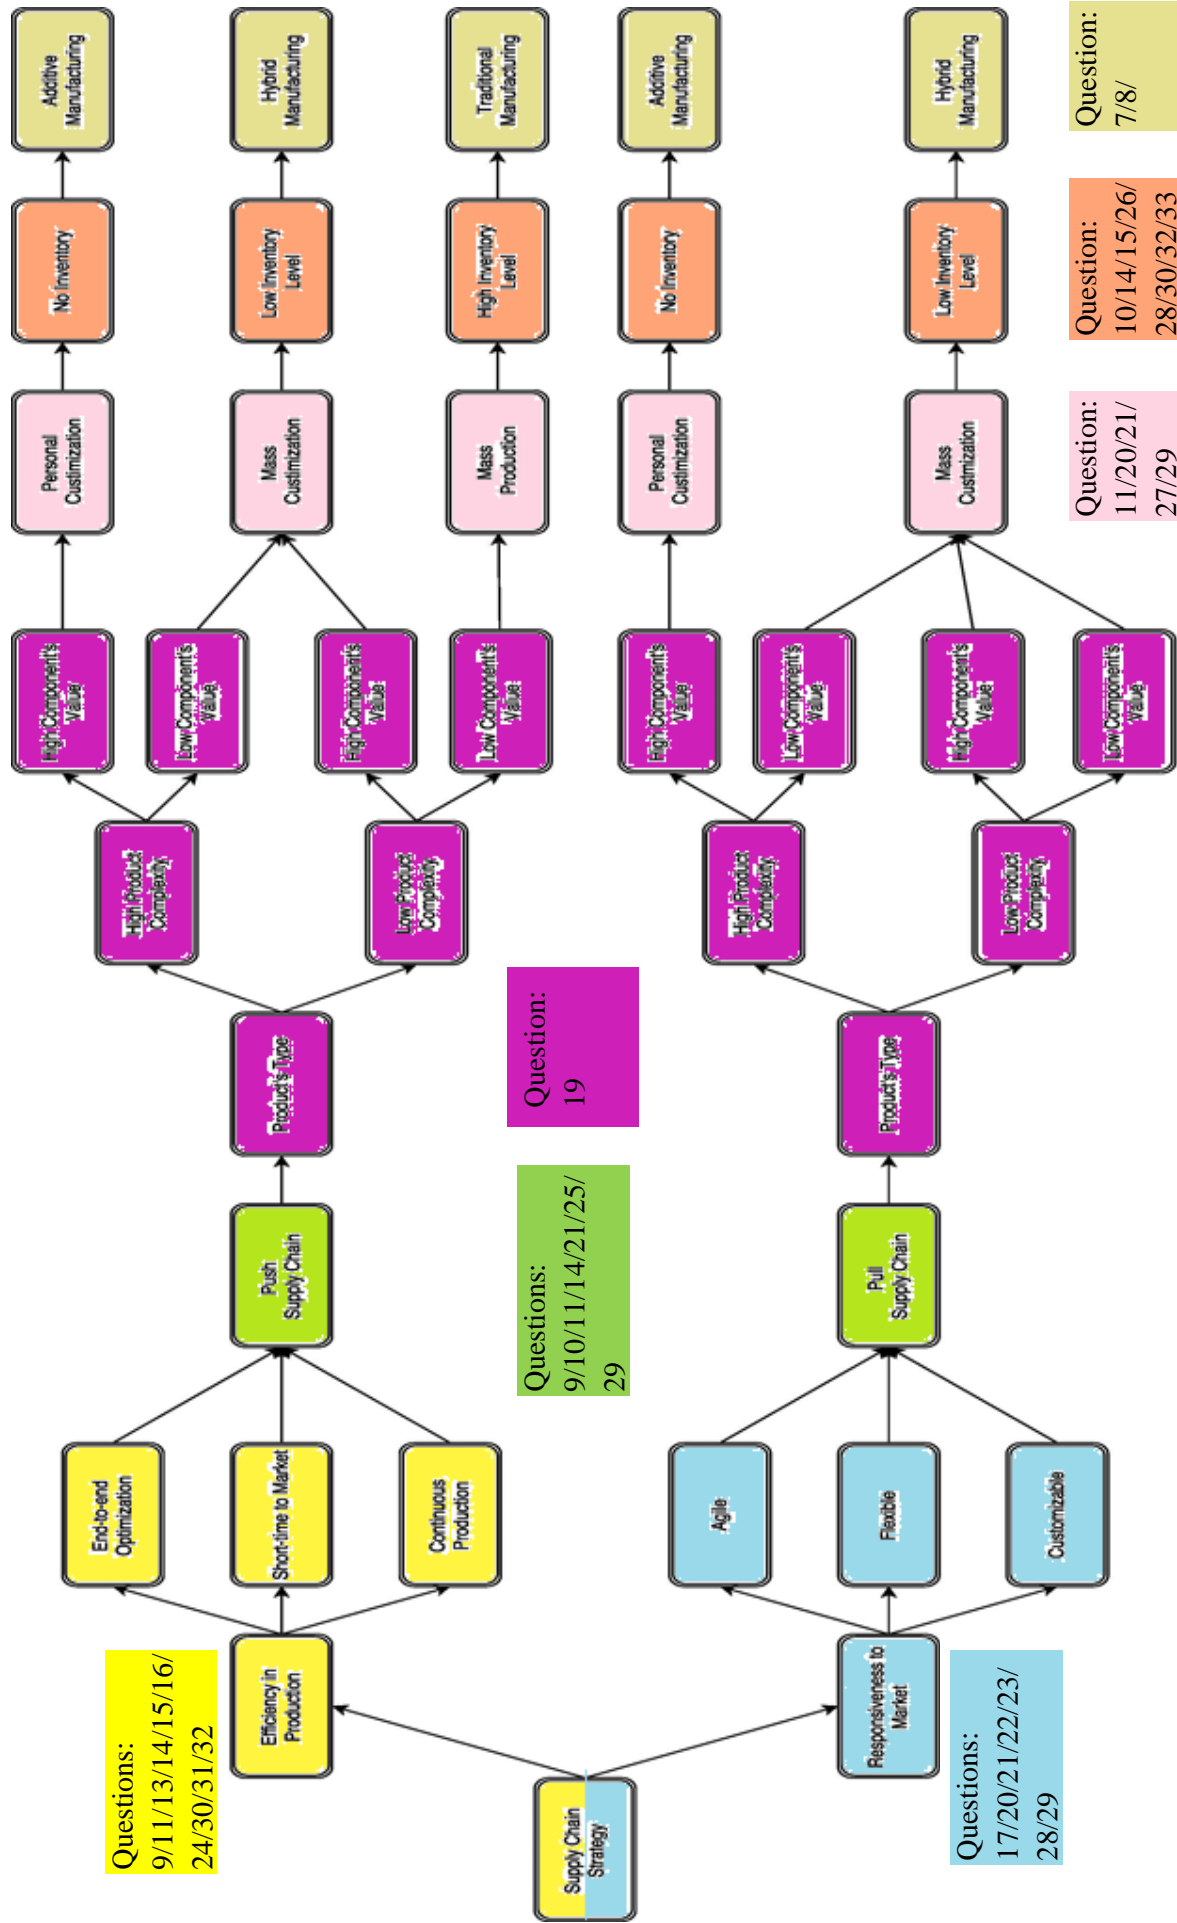 Supply Chain
Strategy
Questions:
9/11/13/14/15/16/
24/30/31/32
Efficiency in
Production
Responsiveness to
Market
Questions:
17/20/21/22/23/
28/29
End-to-end
Optimization
Short-time to Market
Continuous
Production
Agile
Flexible
Customizable
Push
Supply Chain
Questions:
9/10/11/14/21/25/
29
Pull
Supply Chain
Product's Type
Question:
19
Product's Type
High Product
Complexity
Low Product
Complexity
High Product
Complexity
Low Product
Complexity
High Component's
Value
Low Component's
Value
High Component's
Value
Low Component's
Value
High Component's
Value
Low Component's
Value
High Component's
Value
Low Component's
Value
Personal
Custimization
Mass
Custimization
Mass
Production
Personal
Custimization
Mass
Custmization
Question:
11/20/21/
27/29
No Inventory
Low Inventory
Level
High Inventory
Level
No Inventory
Low Inventory
Level
Question:
10/14/15/26/
28/30/32/33
Additive
Manufacturing
Hybrid
Manufacturing
Traditional
Manufacturing
Additive
Manufacturing
Hybrid
Manufacturing
Question:
7/8/